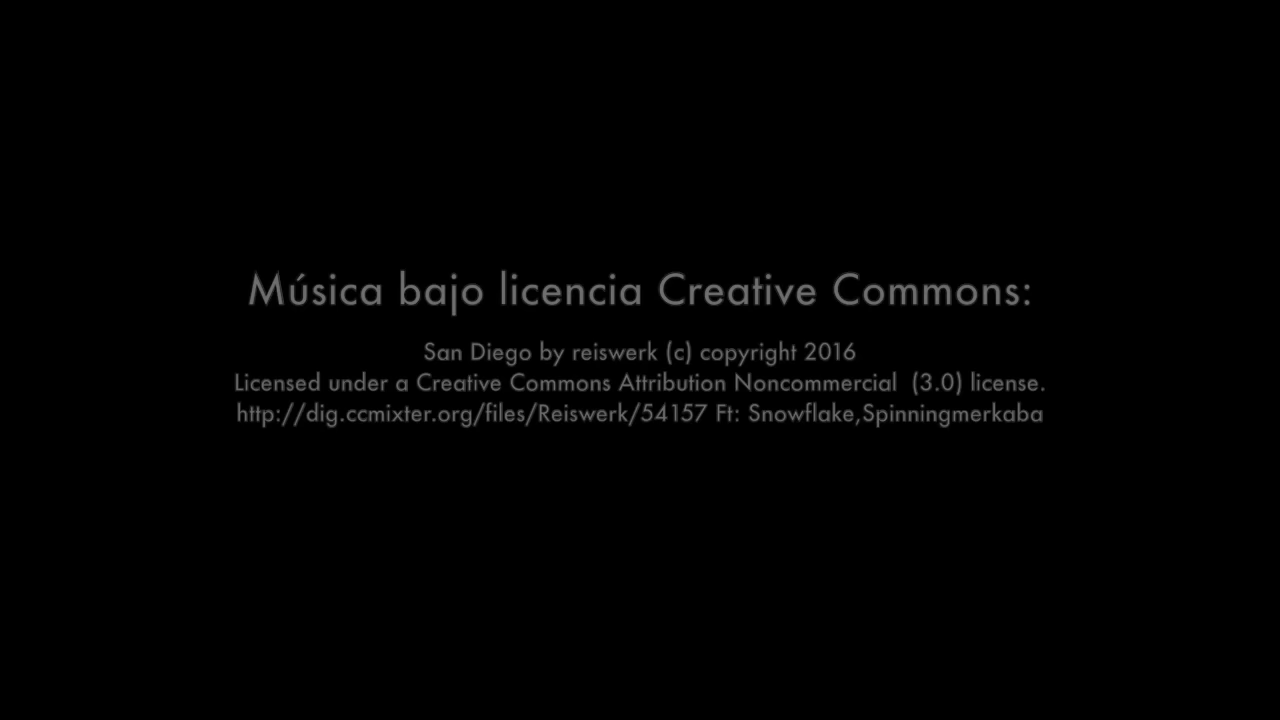 Música bajo licencia Creative Commons:
San Diego by reiswerk (c) copyright 2016
Licensed under a Creative Commons Attribution Noncommercial  (3.0) license.
http://dig.ccmixter.org/files/Reiswerk/54157 Ft: Snowflake,Spinningmerkaba